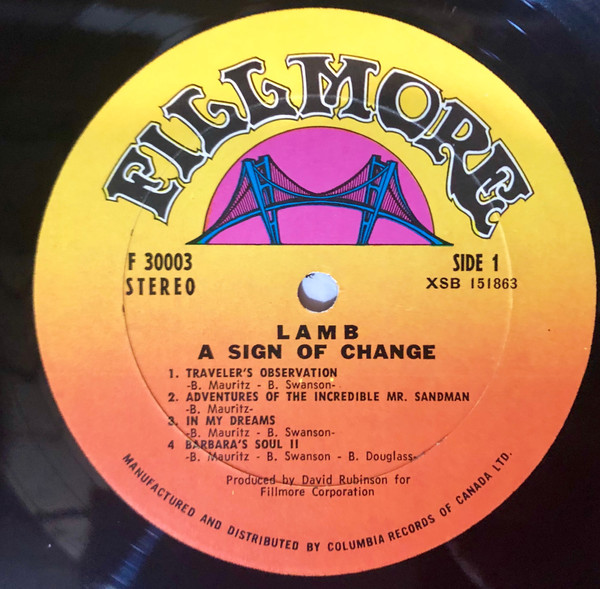 FILLMORE
F 30003
SIDE 1
STEREO
XSB 151863
LAMB
A SIGN OF CHANGE
1. TRAVELER'S OBSERVATION
-B. Mauritz - B. Swanson-
2. ADVENTURES OF THE INCREDIBLE MR. SANDMAN
-B. Mauritz-
3. IN MY DREAMS
-B. Mauritz - B. Swanson-
4 BARBARA'S SOUL II
-B. Mauritz - B. Swanson - B. Douglass-
Produced by David Rubinson for
Fillmore Corporation
MANUFACTURED AND DISTRIBUTED BY COLUMBIA RECORDS OF CANADA LTD.